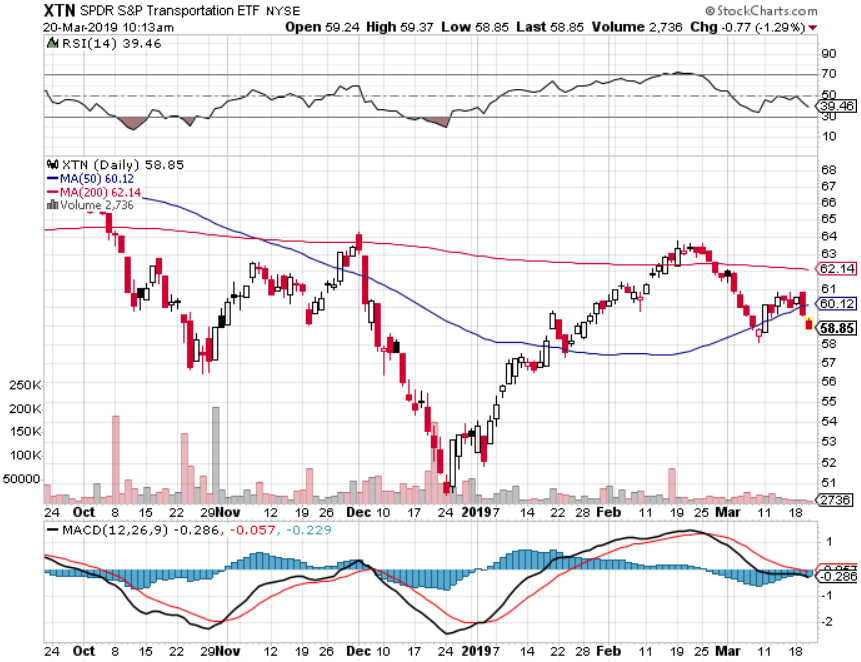 XTN SPDR S&P Transportation ETF NYSE
© StockCharts.com
20-Mar-2019 10:13am
Open 59.24 High 59.37 Low 58.85 Last 58.85 Volume 2,736 Chg -0.77 (-1.29%)
RSI(14) 39.46
90
70
50
39.46
30
10
XTN (Daily) 58.85
MA(50) 60.12
MA(200) 62.14
Volume 2,736
68
67
66
65
64
63
62.14
61
60.12
58.85
58
57
56
55
54
53
52
51
250K
200K
150K
100K
50000
2736
24 Oct 8 15 22 29 Nov 12 19 26 Dec 10 17 24 2019 7 14 22 28 Feb 11 19 25 Mar 11 18
MACD(12,26,9) -0.286, -0.057, -0.229
1
-0.057
-0.286
-1
-2
24 Oct 8 15 22 29 Nov 12 19 26 Dec 10 17 24 2019 7 14 22 28 Feb 11 19 25 Mar 11 18